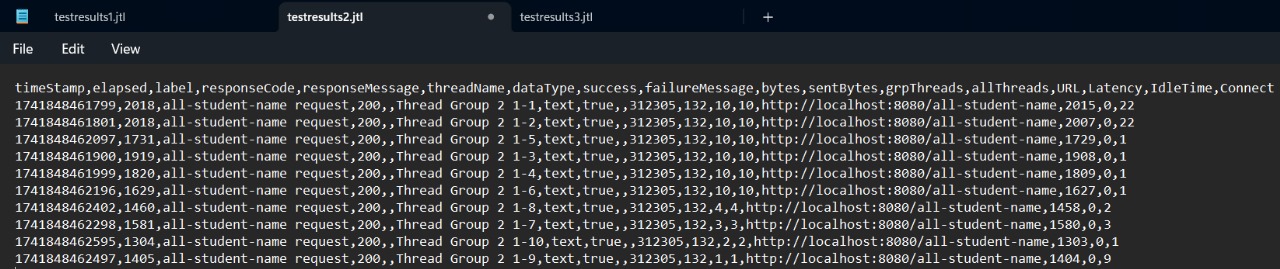 testresults1.jtl testresults2.jtl testresults3.jtl
File Edit View
timeStamp,elapsed,label,responseCode,responseMessage,threadName,dataType,success,failureMessage,bytes,sentBytes,grpThreads,allThreads,URL,Latency,IdleTime,Connect
1741848461799,2018,all-student-name request,200,,Thread Group 2 1-1,text,true,,312305,132,10,10,http://localhost:8080/all-student-name,2015,0,22
1741848461801,2018,all-student-name request,200,,Thread Group 2 1-2,text,true,,312305,132,10,10,http://localhost:8080/all-student-name,2007,0,22
1741848462097,1731,all-student-name request,200,,Thread Group 2 1-5,text,true,,312305,132,10,10,http://localhost:8080/all-student-name,1729,0,1
1741848461900,1919,all-student-name request,200,,Thread Group 2 1-3,text,true,,312305,132,10,10,http://localhost:8080/all-student-name,1908,0,1
1741848461999,1820,all-student-name request,200,,Thread Group 2 1-4,text,true,,312305,132,10,10,http://localhost:8080/all-student-name,1809,0,1
1741848462196,1629,all-student-name request,200,,Thread Group 2 1-6,text,true,,312305,132,10,10,http://localhost:8080/all-student-name,1627,0,1
1741848462402,1460,all-student-name request,200,,Thread Group 2 1-8,text,true,,312305,132,4,4,http://localhost:8080/all-student-name,1458,0,2
1741848462298,1581,all-student-name request,200,,Thread Group 2 1-7,text,true,,312305,132,3,3,http://localhost:8080/all-student-name,1580,0,3
1741848462595,1304,all-student-name request,200,,Thread Group 2 1-10,text,true,,312305,132,2,2,http://localhost:8080/all-student-name,1303,0,1
1741848462497,1405,all-student-name request,200,,Thread Group 2 1-9,text,true,,312305,132,1,1,http://localhost:8080/all-student-name,1404,0,9